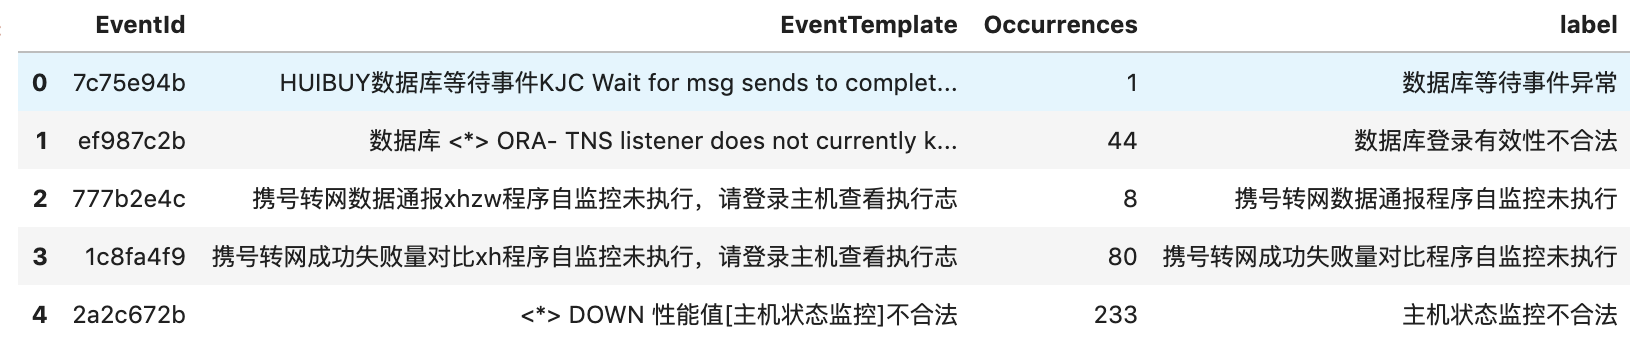 EventId EventTemplate Occurrences label
0 7c75e94b HUIBUY数据库等待事件KJC Wait for msg sends to complet... 1 数据库等待事件异常
1 ef987c2b 数据库 <*> ORA- TNS listener does not currently k... 44 数据库登录有效性不合法
2 777b2e4c 携号转网数据通报xhzw程序自监控未执行，请登录主机查看执行志 8 携号转网数据通报程序自监控未执行
3 1c8fa4f9 携号转网成功失败量对比xh程序自监控未执行，请登录主机查看执行志 80 携号转网成功失败量对比程序自监控未执行
4 2a2c672b <*> DOWN 性能值[主机状态监控]不合法 233 主机状态监控不合法